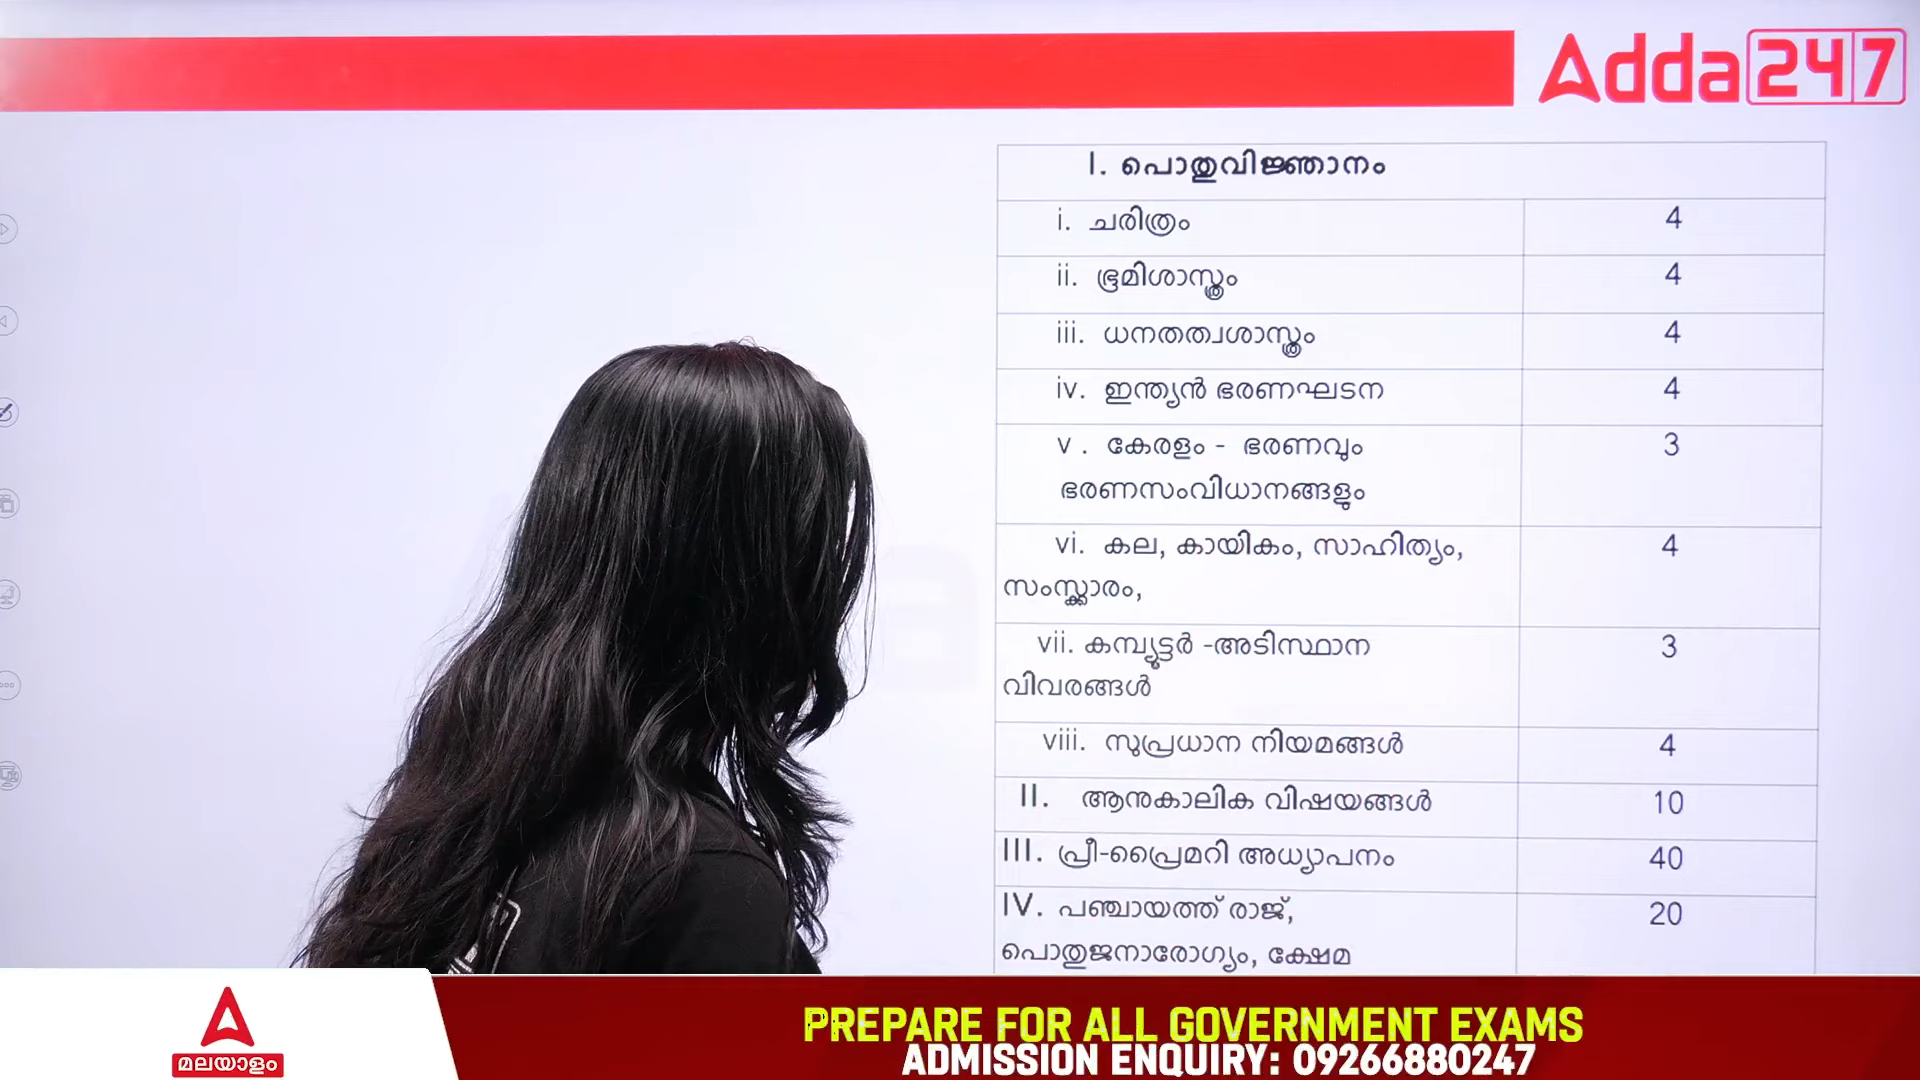 Adda247
I. പൊതുവിജ്ഞാനം
i. ചരിത്രം 4
ii. ഭൂമിശാസ്ത്രം 4
iii. ധനതത്വശാസ്ത്രം 4
iv. ഇന്ത്യൻ ഭരണഘടന 4
v . കേരളം - ഭരണവും 3
ഭരണസംവിധാനങ്ങളും
vi. കല, കായികം, സാഹിത്യം, 4
സംസ്ക്കാരം,
vii. കമ്പ്യൂട്ടർ -അടിസ്ഥാന 3
വിവരങ്ങൾ
viii. സുപ്രധാന നിയമങ്ങൾ 4
II. ആനുകാലിക വിഷയങ്ങൾ 10
III. പ്രീ-പ്രൈമറി അധ്യാപനം 40
IV. പഞ്ചായത്ത് രാജ്, 20
പൊതുജനാരോഗ്യം, ക്ഷേമ
മലയാളം
PREPARE FOR ALL GOVERNMENT EXAMS
ADMISSION ENQUIRY: 09266880247